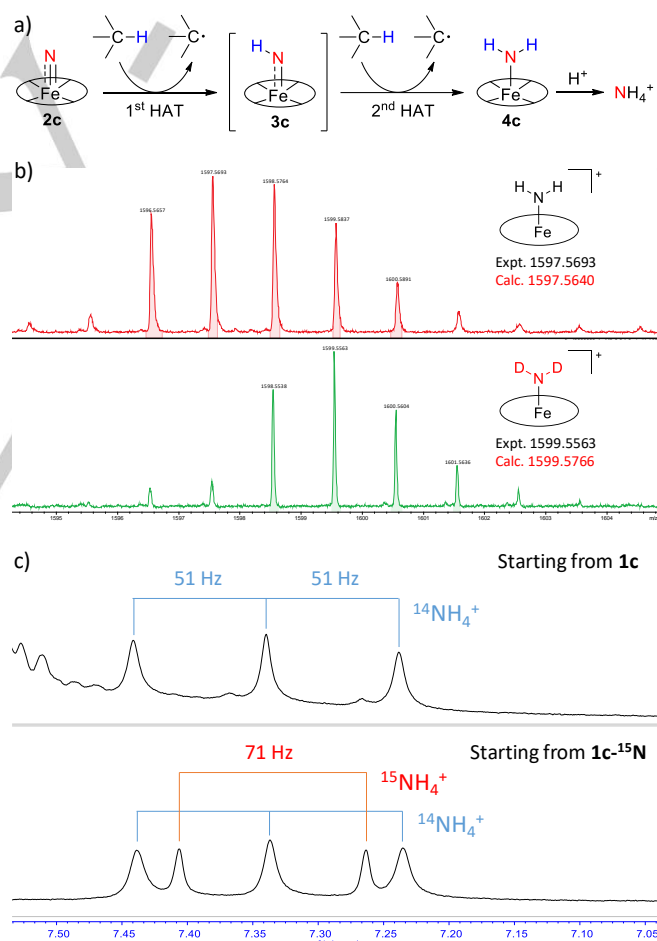 a)
N
Fe
2c
C H
C·
1st HAT
H
N
Fe
3c
C H
C·
2nd HAT
H H
N
Fe
4c
H+
NH4+
b)
1596.5657
1597.5693
1598.5764
1599.5837
1600.5891
H H
N
Fe
+
Expt. 1597.5693
Calc. 1597.5640
1598.5538
1599.5563
1600.5604
1601.5636
D D
N
Fe
+
Expt. 1599.5563
Calc. 1599.5766
1595 1596 1597 1598 1599 1600 1601 1602 1603 1604
c)
Starting from 1c
51 Hz 51 Hz
14NH4+
Starting from 1c-15N
71 Hz
15NH4+
14NH4+
7.50 7.45 7.40 7.35 7.30 7.25 7.20 7.15 7.10 7.05